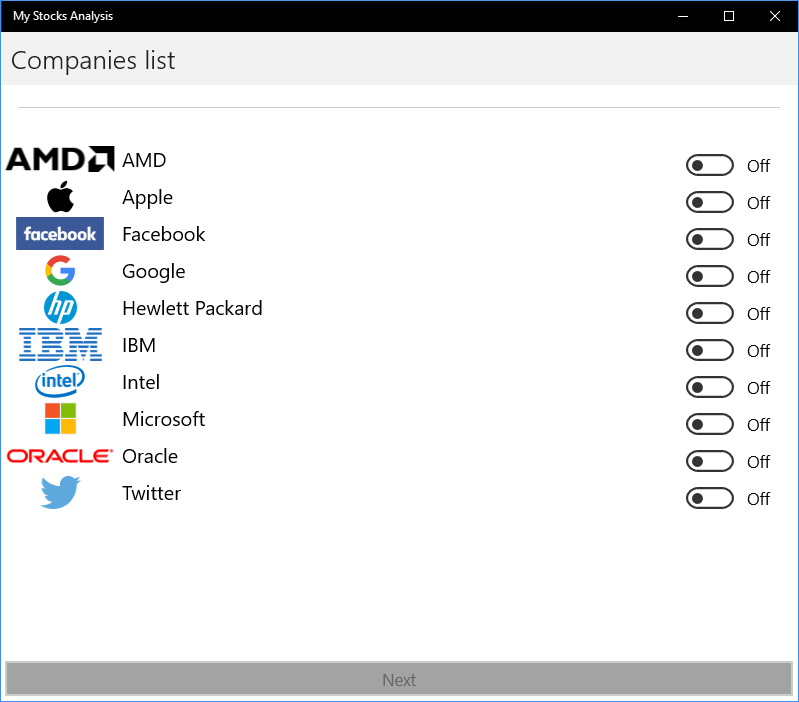 My Stocks Analysis
Companies list
AMD AMD Off
Apple Off
facebook Facebook Off
Google Off
hp Hewlett Packard Off
IBM IBM Off
intel Intel Off
Microsoft Off
ORACLE Oracle Off
Twitter Off
Next